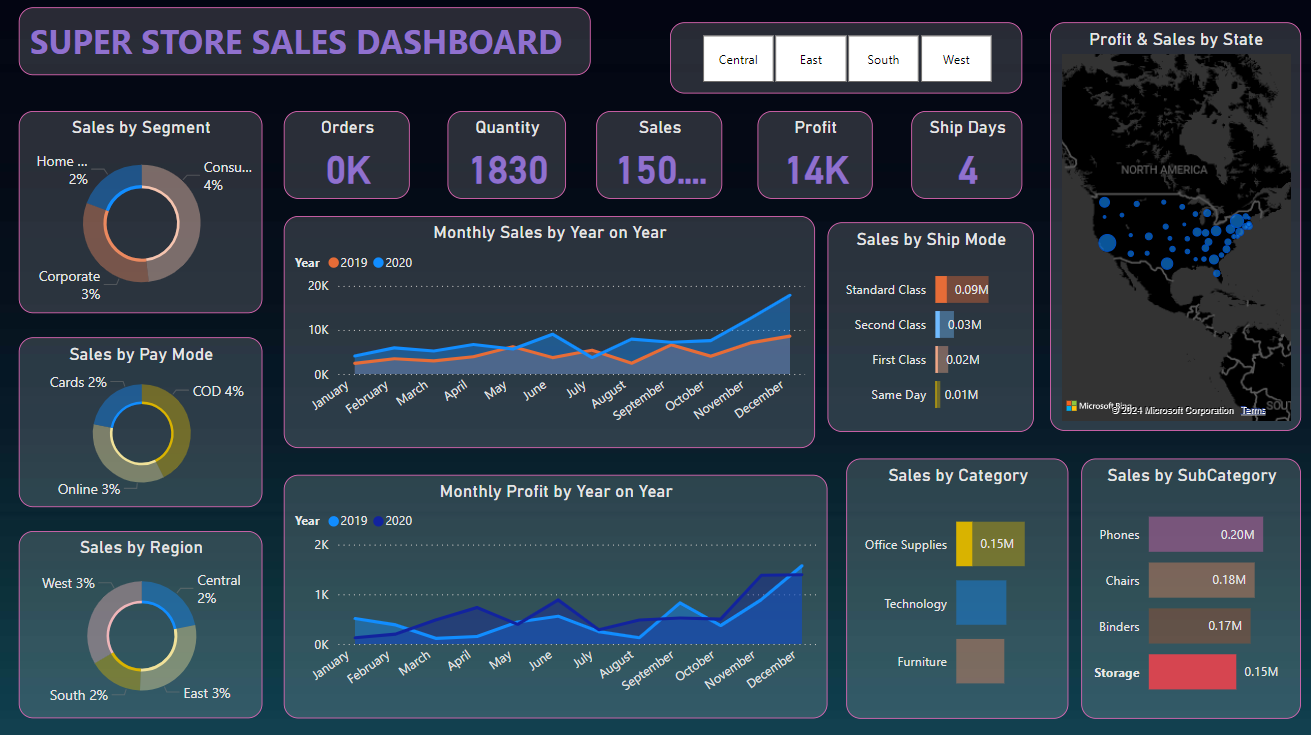 SUPER STORE SALES DASHBOARD
Central East South West
Profit & Sales by State
NORTH AMERICA
Microsoft Bing
© 2024 Microsoft Corporation Terms
SOUT
Sales by Segment
Home ...
2%
Consu...
4%
Corporate
3%
Orders
0K
Quantity
1830
Sales
150....
Profit
14K
Ship Days
4
Monthly Sales by Year on Year
Year 2019 2020
20K
10K
0K
January February March April May June July August September October November December
Sales by Ship Mode
Standard Class 0.09M
Second Class 0.03M
First Class 0.02M
Same Day 0.01M
Sales by Pay Mode
Cards 2%
COD 4%
Online 3%
Sales by Region
West 3%
Central
2%
South 2%
East 3%
Monthly Profit by Year on Year
Year 2019 2020
2K
1K
0K
January February March April May June July August September October November December
Sales by Category
Office Supplies 0.15M
Technology
Furniture
Sales by SubCategory
Phones 0.20M
Chairs 0.18M
Binders 0.17M
Storage 0.15M